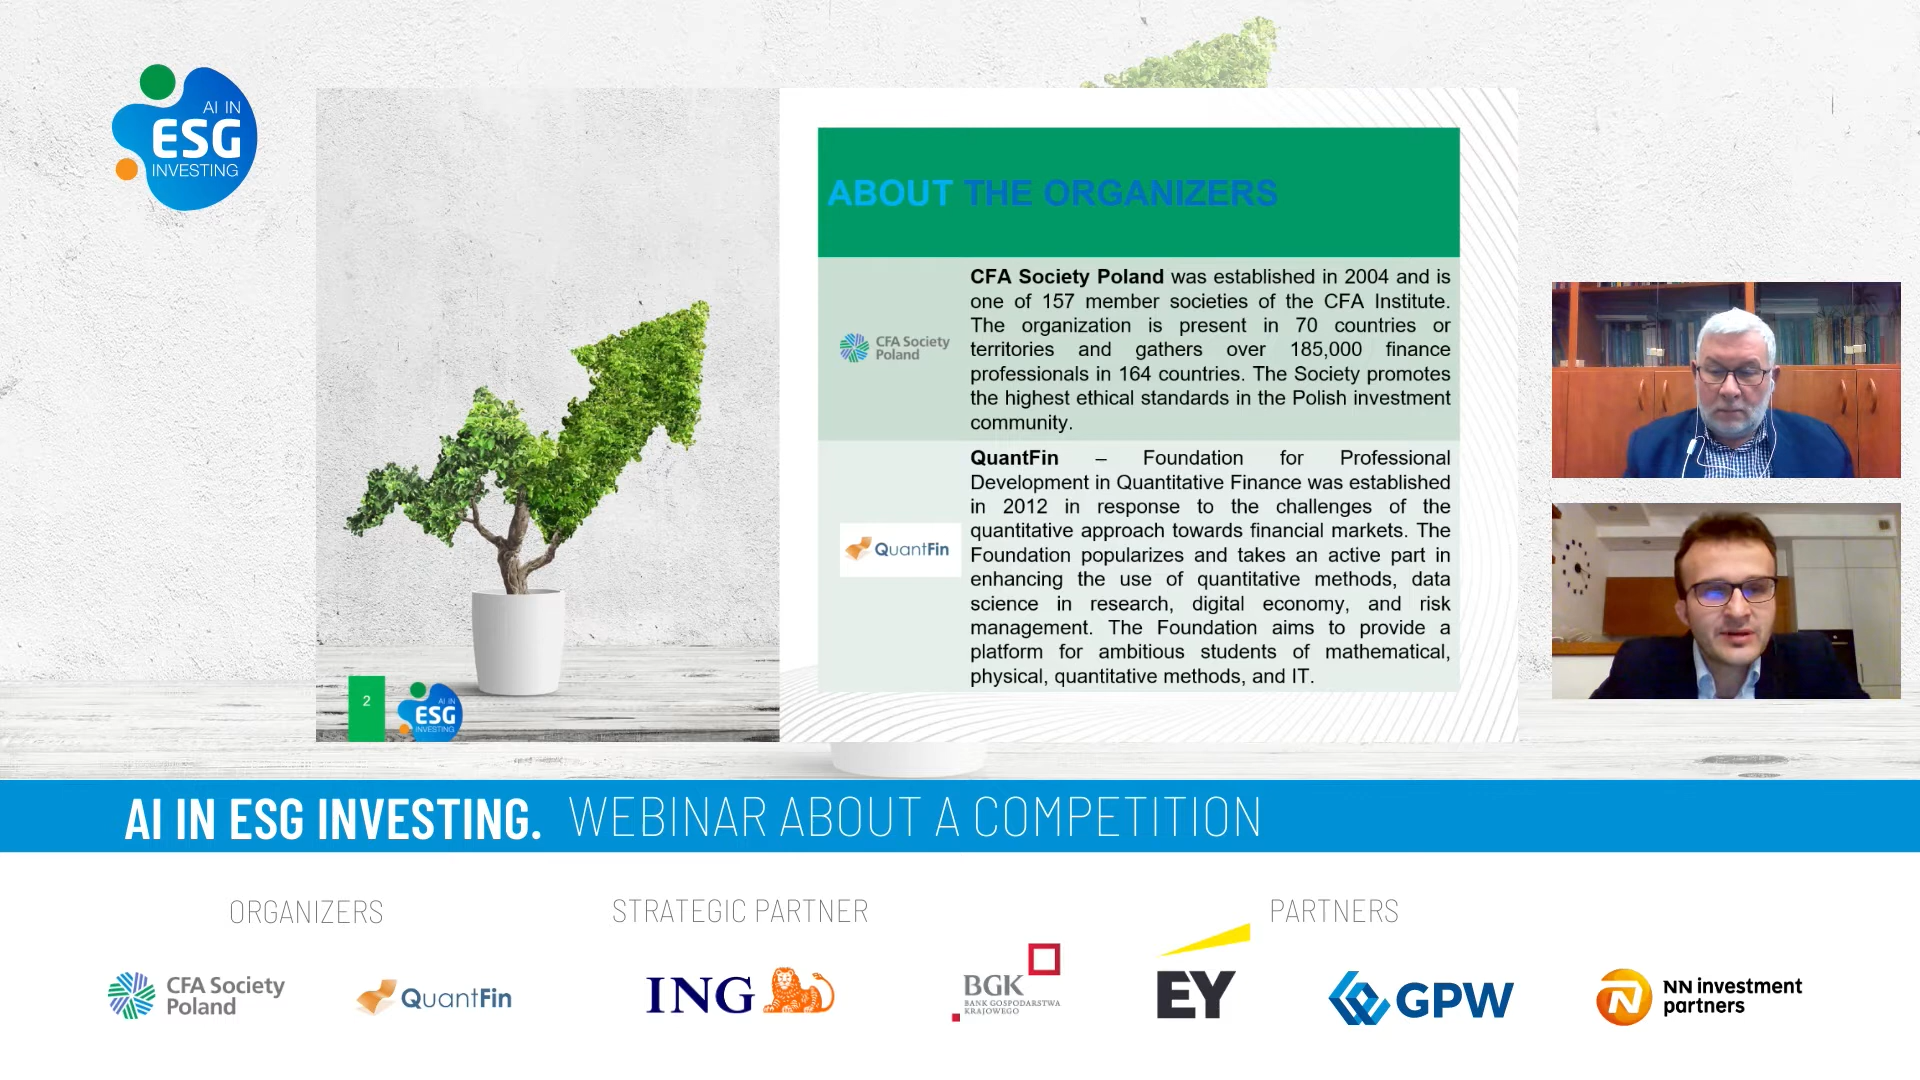 AI IN
ESG
INVESTING
ABOUT THE ORGANIZERS
CFA Society
Poland
CFA Society Poland was established in 2004 and is
one of 157 member societies of the CFA Institute.
The organization is present in 70 countries or
territories and gathers over 185,000 finance
professionals in 164 countries. The Society promotes
the highest ethical standards in the Polish investment
community.
QuantFin
QuantFin – Foundation for Professional
Development in Quantitative Finance was established
in 2012 in response to the challenges of the
quantitative approach towards financial markets. The
Foundation popularizes and takes an active part in
enhancing the use of quantitative methods, data
science in research, digital economy, and risk
management. The Foundation aims to provide a
platform for ambitious students of mathematical,
physical, quantitative methods, and IT.
2
AI IN
ESG
INVESTING
AI IN ESG INVESTING. WEBINAR ABOUT A COMPETITION
ORGANIZERS
STRATEGIC PARTNER
PARTNERS
CFA Society
Poland
QuantFin
ING
BGK
BANK GOSPODARSTWA
KRAJOWEGO
EY
GPW
NN investment
partners